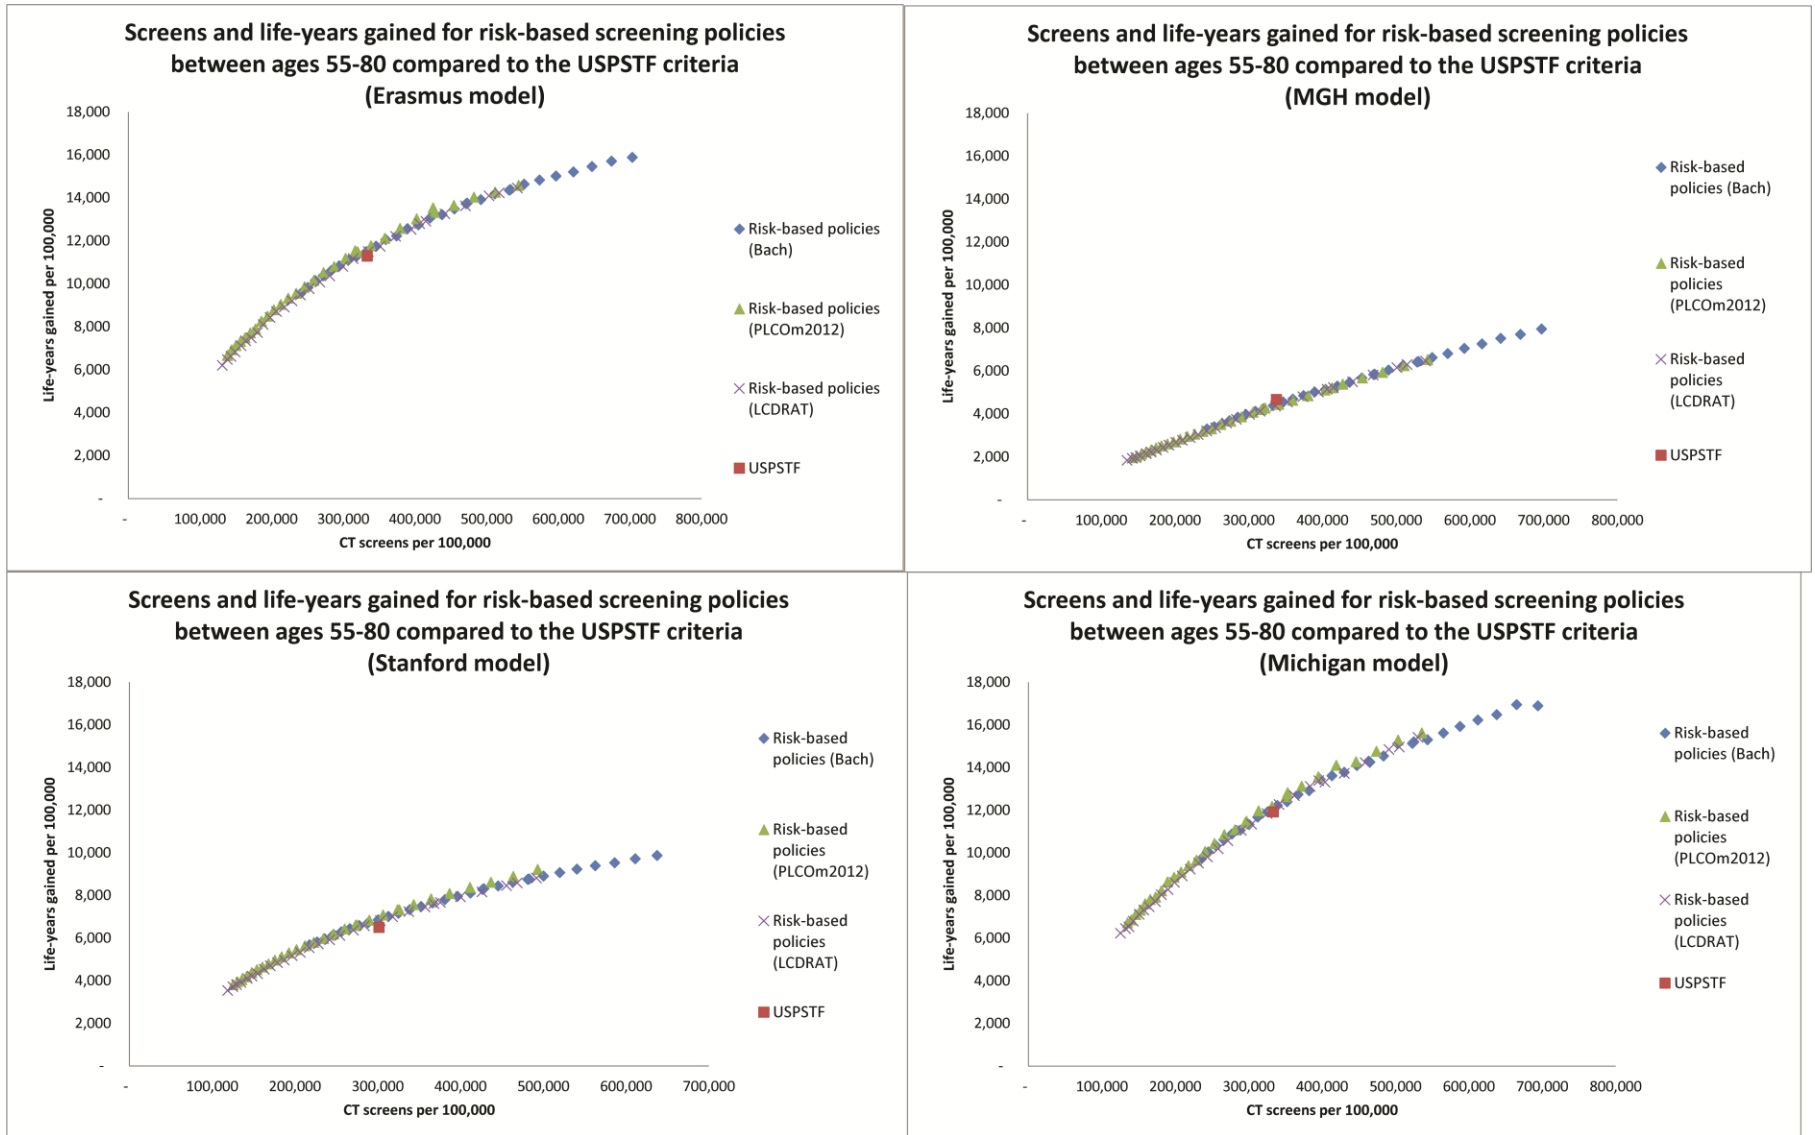 Screens and life-years gained for risk-based screening policies
between ages 55-80 compared to the USPSTF criteria
(Erasmus model)
18,000
16,000
14,000
12,000
10,000
8,000
6,000
4,000
2,000
-
Life-years gained per 100,000
-
100,000
200,000
300,000
400,000
500,000
600,000
700,000
800,000
CT screens per 100,000
Risk-based policies
(Bach)
Risk-based policies
(PLCOm2012)
Risk-based policies
(LCDRAT)
USPSTF
Screens and life-years gained for risk-based screening policies
between ages 55-80 compared to the USPSTF criteria
(MGH model)
18,000
16,000
14,000
12,000
10,000
8,000
6,000
4,000
2,000
-
Life-years gained per 100,000
-
100,000
200,000
300,000
400,000
500,000
600,000
700,000
800,000
CT screens per 100,000
Risk-based
policies (Bach)
Risk-based
policies
(PLCOm2012)
Risk-based
policies
(LCDRAT)
USPSTF
Screens and life-years gained for risk-based screening policies
between ages 55-80 compared to the USPSTF criteria
(Stanford model)
18,000
16,000
14,000
12,000
10,000
8,000
6,000
4,000
2,000
-
Life-years gained per 100,000
-
100,000
200,000
300,000
400,000
500,000
600,000
700,000
CT screens per 100,000
Risk-based
policies (Bach)
Risk-based
policies
(PLCOm2012)
Risk-based
policies
(LCDRAT)
USPSTF
Screens and life-years gained for risk-based screening policies
between ages 55-80 compared to the USPSTF criteria
(Michigan model)
18,000
16,000
14,000
12,000
10,000
8,000
6,000
4,000
2,000
-
Life-years gained per 100,000
-
100,000
200,000
300,000
400,000
500,000
600,000
700,000
800,000
CT screens per 100,000
Risk-based
policies (Bach)
Risk-based
policies
(PLCOm2012)
Risk-based
policies
(LCDRAT)
USPSTF